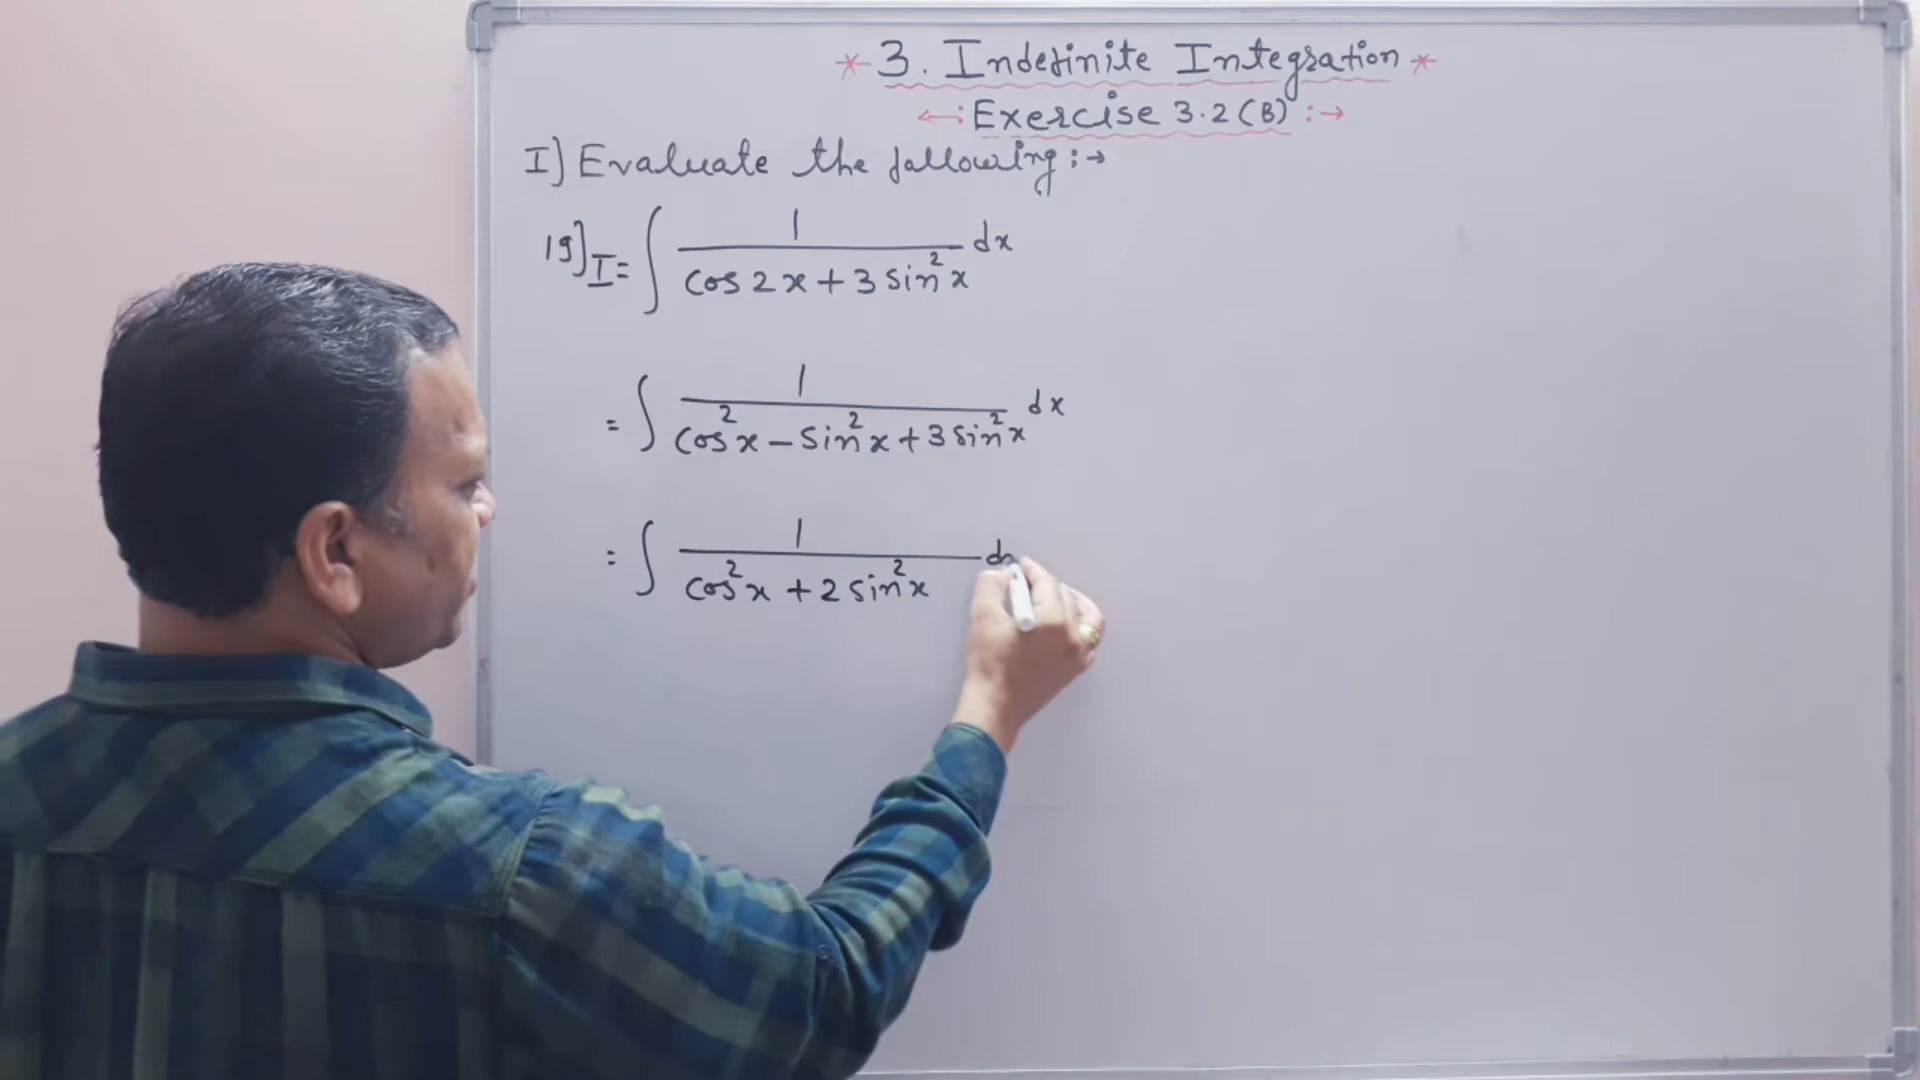 * 3. Indefinite Integration *
←: Exercise 3.2 (B) :→
I] Evaluate the following :→
19] I = ∫ 1 / (cos 2x + 3 sin²x) dx
= ∫ 1 / (cos²x − sin²x + 3 sin²x) dx
= ∫ 1 / (cos²x + 2 sin²x) d